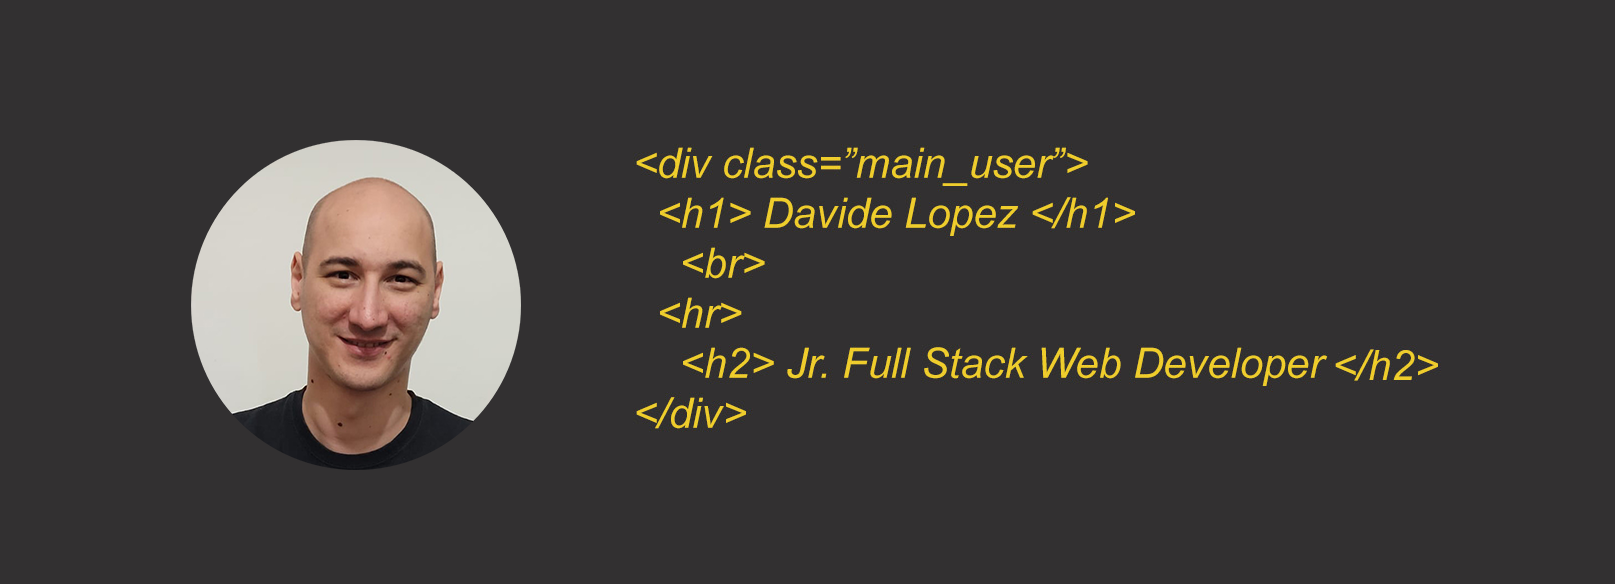 <div class=”main_user”>
<h1> Davide Lopez </h1>
<br>
<hr>
<h2> Jr. Full Stack Web Developer </h2>
</div>